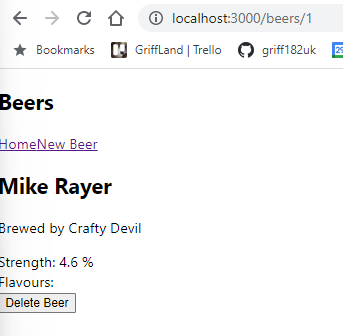 localhost:3000/beers/1
Bookmarks GriffLand | Trello griff182uk
Beers
HomeNew Beer
Mike Rayer
Brewed by Crafty Devil
Strength: 4.6 %
Flavours:
Delete Beer